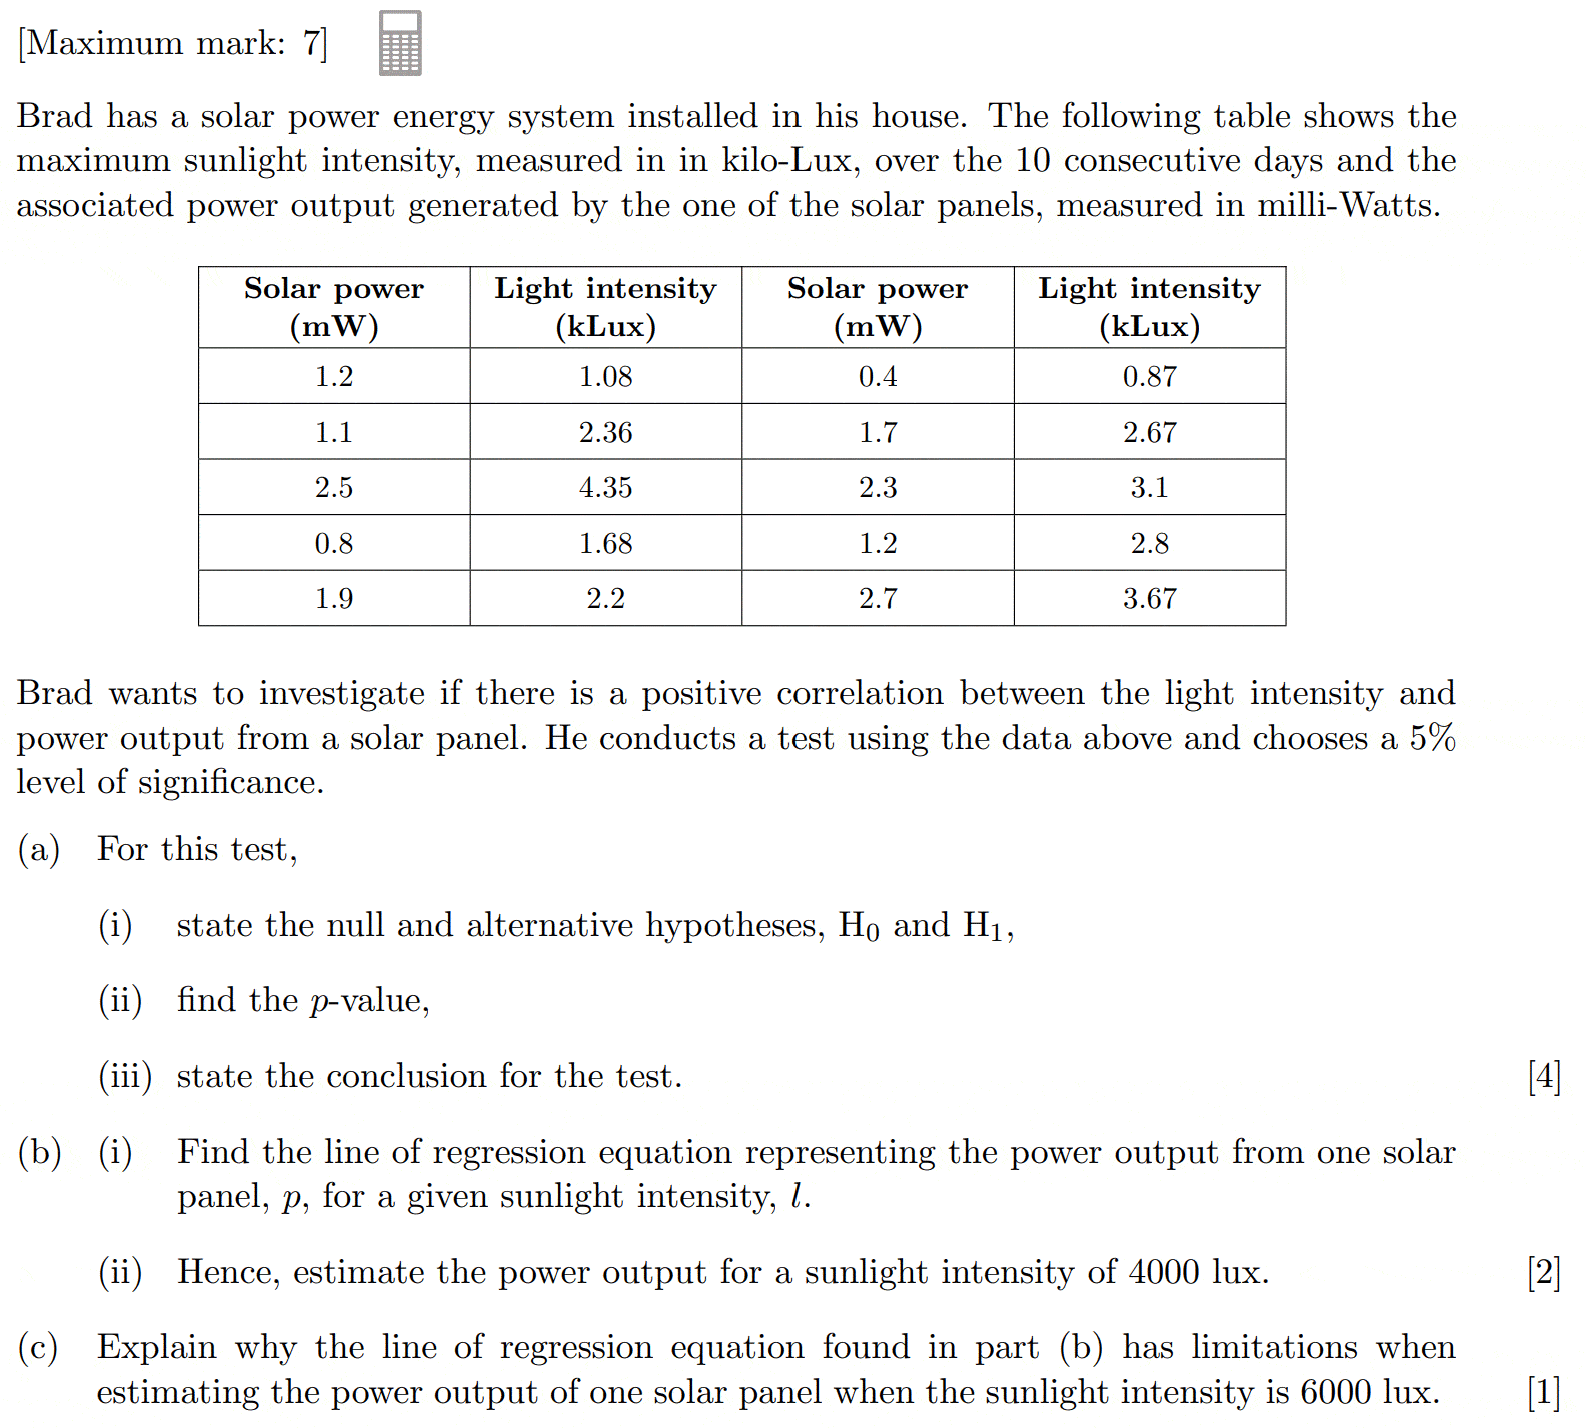 [Maximum mark: 7]
Brad has a solar power energy system installed in his house. The following table shows the
maximum sunlight intensity, measured in in kilo-Lux, over the 10 consecutive days and the
associated power output generated by the one of the solar panels, measured in milli-Watts.
Solar power (mW) Light intensity (kLux) Solar power (mW) Light intensity (kLux)
1.2 1.08 0.4 0.87
1.1 2.36 1.7 2.67
2.5 4.35 2.3 3.1
0.8 1.68 1.2 2.8
1.9 2.2 2.7 3.67
Brad wants to investigate if there is a positive correlation between the light intensity and
power output from a solar panel. He conducts a test using the data above and chooses a 5%
level of significance.
(a) For this test,
(i) state the null and alternative hypotheses, H₀ and H₁,
(ii) find the p-value,
(iii) state the conclusion for the test. [4]
(b) (i) Find the line of regression equation representing the power output from one solar
panel, p, for a given sunlight intensity, l.
(ii) Hence, estimate the power output for a sunlight intensity of 4000 lux. [2]
(c) Explain why the line of regression equation found in part (b) has limitations when
estimating the power output of one solar panel when the sunlight intensity is 6000 lux. [1]